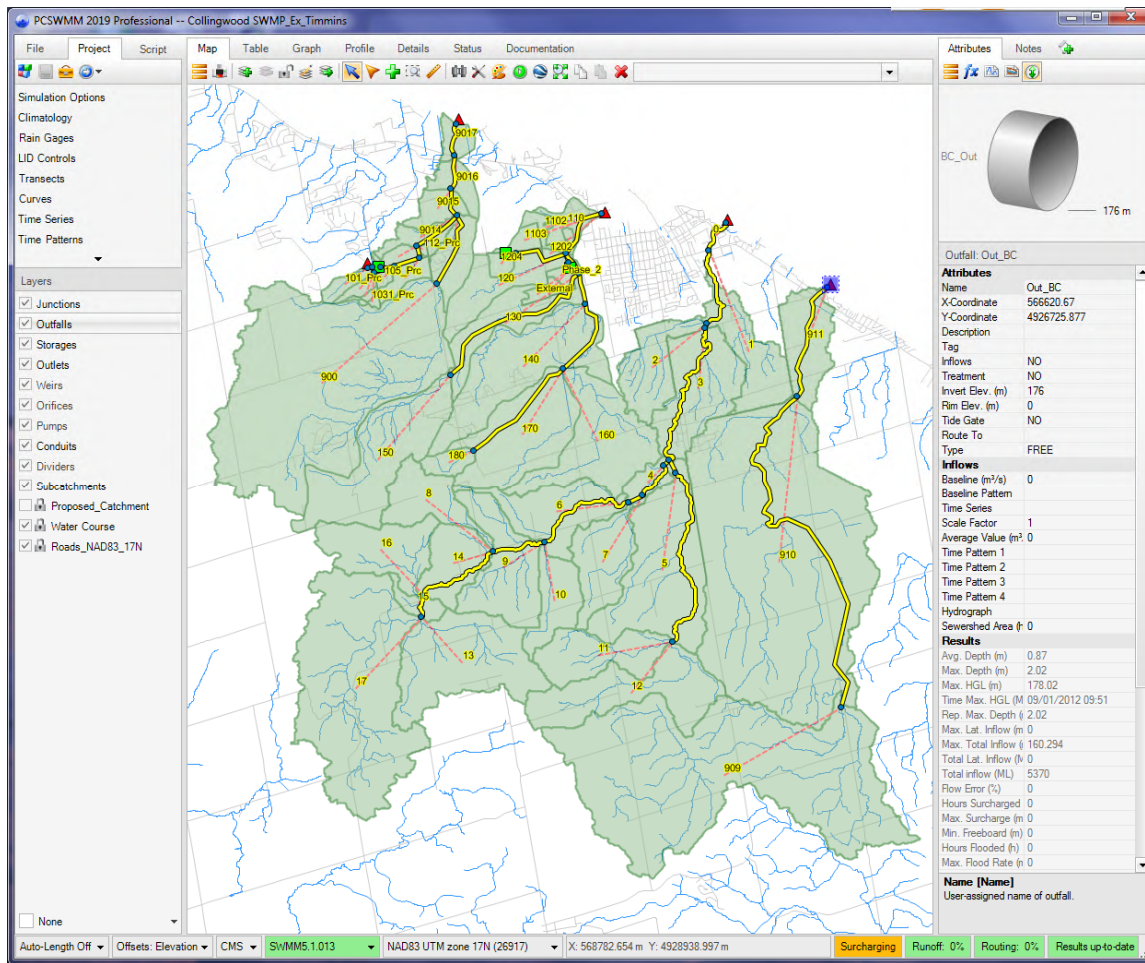 PCSWMM 2019 Professional -- Collingwood SWMP_Ex_Timmins
File Project Script
Map Table Graph Profile Details Status Documentation
Attributes Notes
Simulation Options
Climatology
Rain Gages
LID Controls
Transects
Curves
Time Series
Time Patterns
Layers
Junctions
Outfalls
Storages
Outlets
Weirs
Orifices
Pumps
Conduits
Dividers
Subcatchments
Proposed_Catchment
Water Course
Roads_NAD83_17N
None
9017
9016
9015
9014
112_Prc
105_Prc
101_Prc
1031_Prc
1102 110
1103
1202
1204
120
Phase_2
External
130
140
900
150
170
160
180
0
1
2
3
911
4
5
6
7
8
16
14
9
10
15
13
17
11
12
910
909
BC_Out
176 m
Outfall: Out_BC
Attributes
Name Out_BC
X-Coordinate 566620.67
Y-Coordinate 4926725.877
Description
Tag
Inflows NO
Treatment NO
Invert Elev. (m) 176
Rim Elev. (m) 0
Tide Gate NO
Route To
Type FREE
Inflows
Baseline (m³/s) 0
Baseline Pattern
Time Series
Scale Factor 1
Average Value (m³. 0
Time Pattern 1
Time Pattern 2
Time Pattern 3
Time Pattern 4
Hydrograph
Sewershed Area (h 0
Results
Avg. Depth (m) 0.87
Max. Depth (m) 2.02
Max. HGL (m) 178.02
Time Max. HGL (M 09/01/2012 09:51
Rep. Max. Depth ( 2.02
Max. Lat. Inflow (m 0
Max. Total Inflow ( 160.294
Total Lat. Inflow (M 0
Total inflow (ML) 5370
Flow Error (%) 0
Hours Surcharged 0
Max. Surcharge (m 0
Min. Freeboard (m) 0
Hours Flooded (h) 0
Max. Flood Rate (n 0
Name [Name]
User-assigned name of outfall.
Auto-Length Off Offsets: Elevation CMS SWMM5.1.013 NAD83 UTM zone 17N (26917) X: 568782.654 m Y: 4928938.997 m Surcharging Runoff: 0% Routing: 0% Results up-to-date